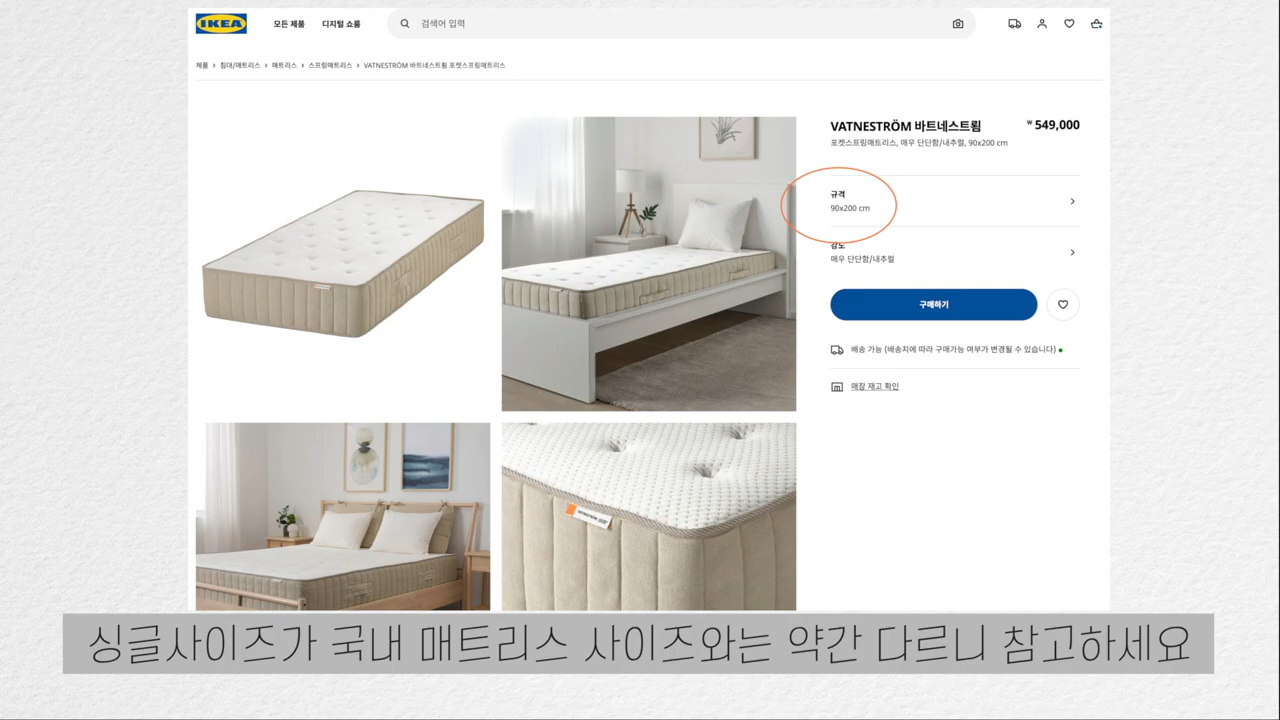 IKEA
모든 제품 디지털 쇼룸 검색어 입력
제품 › 침대/매트리스 › 매트리스 › 스프링매트리스 › VATNESTRÖM 바트네스트룀 포켓스프링매트리스
VATNESTRÖM 바트네스트룀 ₩ 549,000
포켓스프링매트리스, 매우 단단함/내추럴, 90x200 cm
규격
90x200 cm
강도
매우 단단함/내추럴
구매하기
배송 가능 (배송지에 따라 구매가능 여부가 변경될 수 있습니다)
매장 재고 확인
VATNESTRÖM
싱글사이즈가 국내 매트리스 사이즈와는 약간 다르니 참고하세요